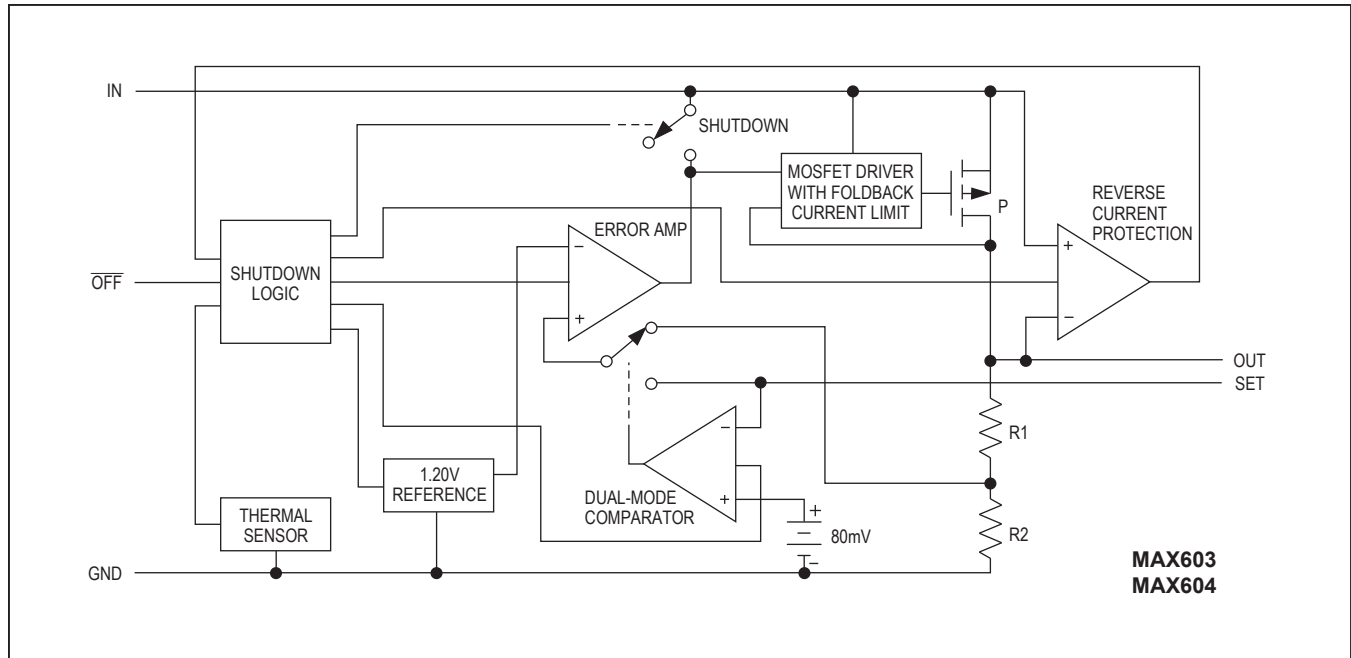 IN
SHUTDOWN
MOSFET DRIVER
WITH FOLDBACK
CURRENT LIMIT
P
REVERSE
CURRENT
PROTECTION
+
−
ERROR AMP
−
+
OFF
SHUTDOWN
LOGIC
OUT
SET
R1
−
+
DUAL-MODE
COMPARATOR
1.20V
REFERENCE
+
−
80mV
R2
THERMAL
SENSOR
GND
MAX603
MAX604